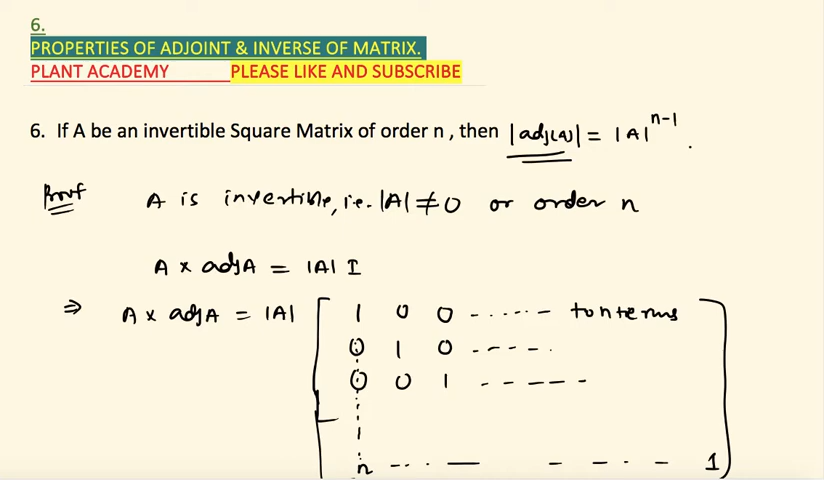 6.
PROPERTIES OF ADJOINT & INVERSE OF MATRIX.
PLANT ACADEMY PLEASE LIKE AND SUBSCRIBE
6. If A be an invertible Square Matrix of order n , then |adj(A)| = |A|^{n-1} .
Proof A is invertible, i.e. |A| ≠ 0 or order n
A × adjA = |A| I
⇒ A × adjA = |A| [ 1 0 0 ------ to n terms
0 1 0 -----
0 0 1 ------
n ---- — - - - - 1 ]